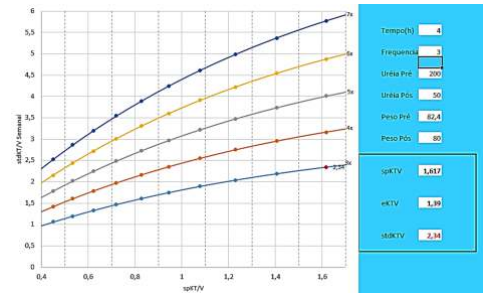 6
5,5
5
4,5
4
3,5
3
2,5
2
1,5
1
0,5
0
stdKT/V Semanal
0,4
0,6
0,8
1
1,2
1,4
1,6
spKT/V
7x
6x
5x
4x
3x
2,34
Tempo(h) 4
Frequencia 3
Uréia Pré 200
Uréia Pós 50
Peso Pré 82,4
Peso Pós 80
spKTV 1,617
eKTV 1,39
stdKTV 2,34